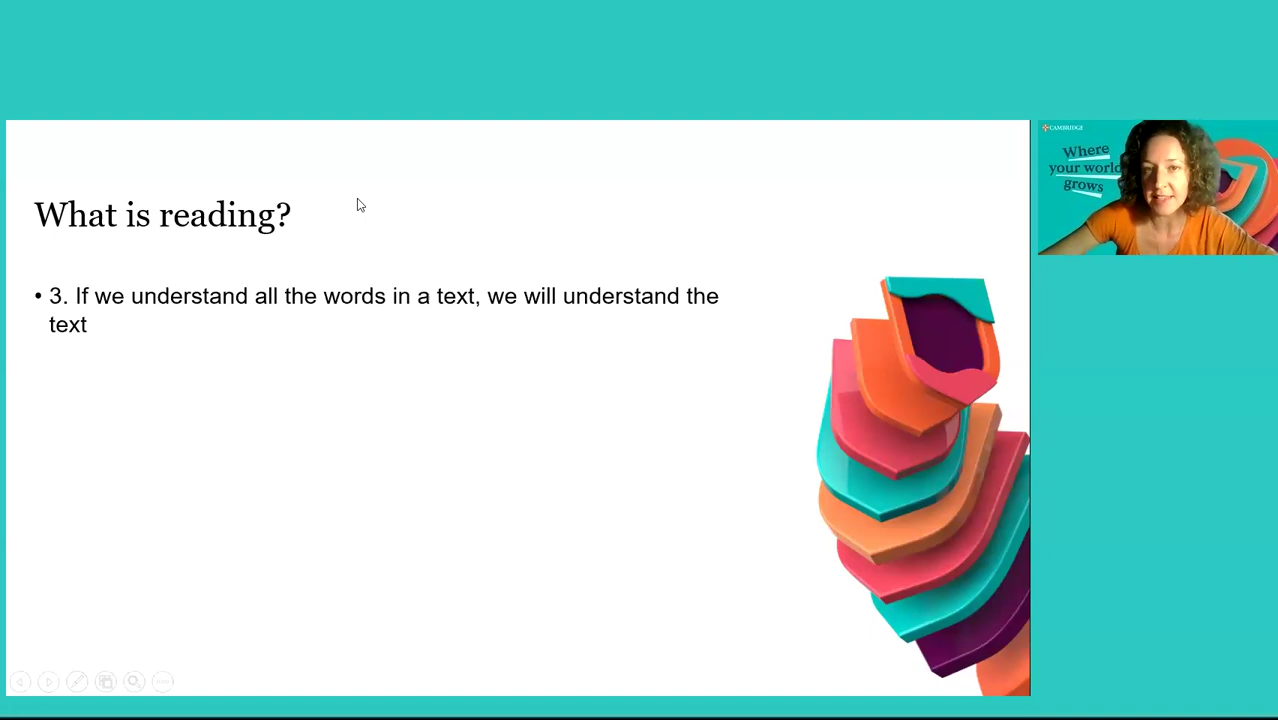 What is reading?
• 3. If we understand all the words in a text, we will understand the
text
CAMBRIDGE
Where
your world
grows